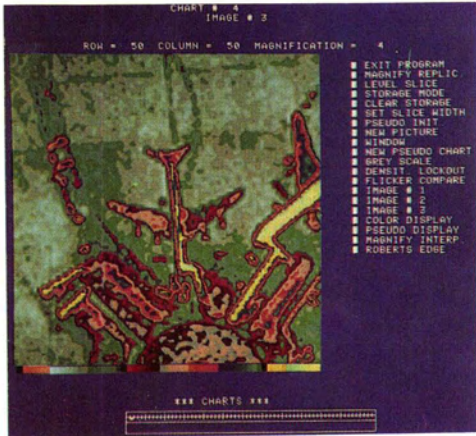 CHART # 4
IMAGE # 3
ROW = 50 COLUMN = 50 MAGNIFICATION = 4
EXIT PROGRAM
MAGNIFY REPLIC
LEVEL SLICE
STORAGE MODE
CLEAR STORAGE
SET SLICE WIDTH
PSEUDO INIT
NEW PICTURE
WINDOW
NEW PSEUDO CHART
GREY SCALE
DENSIT. LOCKOUT
FLICKER COMPARE
IMAGE # 1
IMAGE # 2
IMAGE # 3
COLOR DISPLAY
PSEUDO DISPLAY
MAGNIFY INTERP
ROBERTS EDGE
*** CHARTS ***